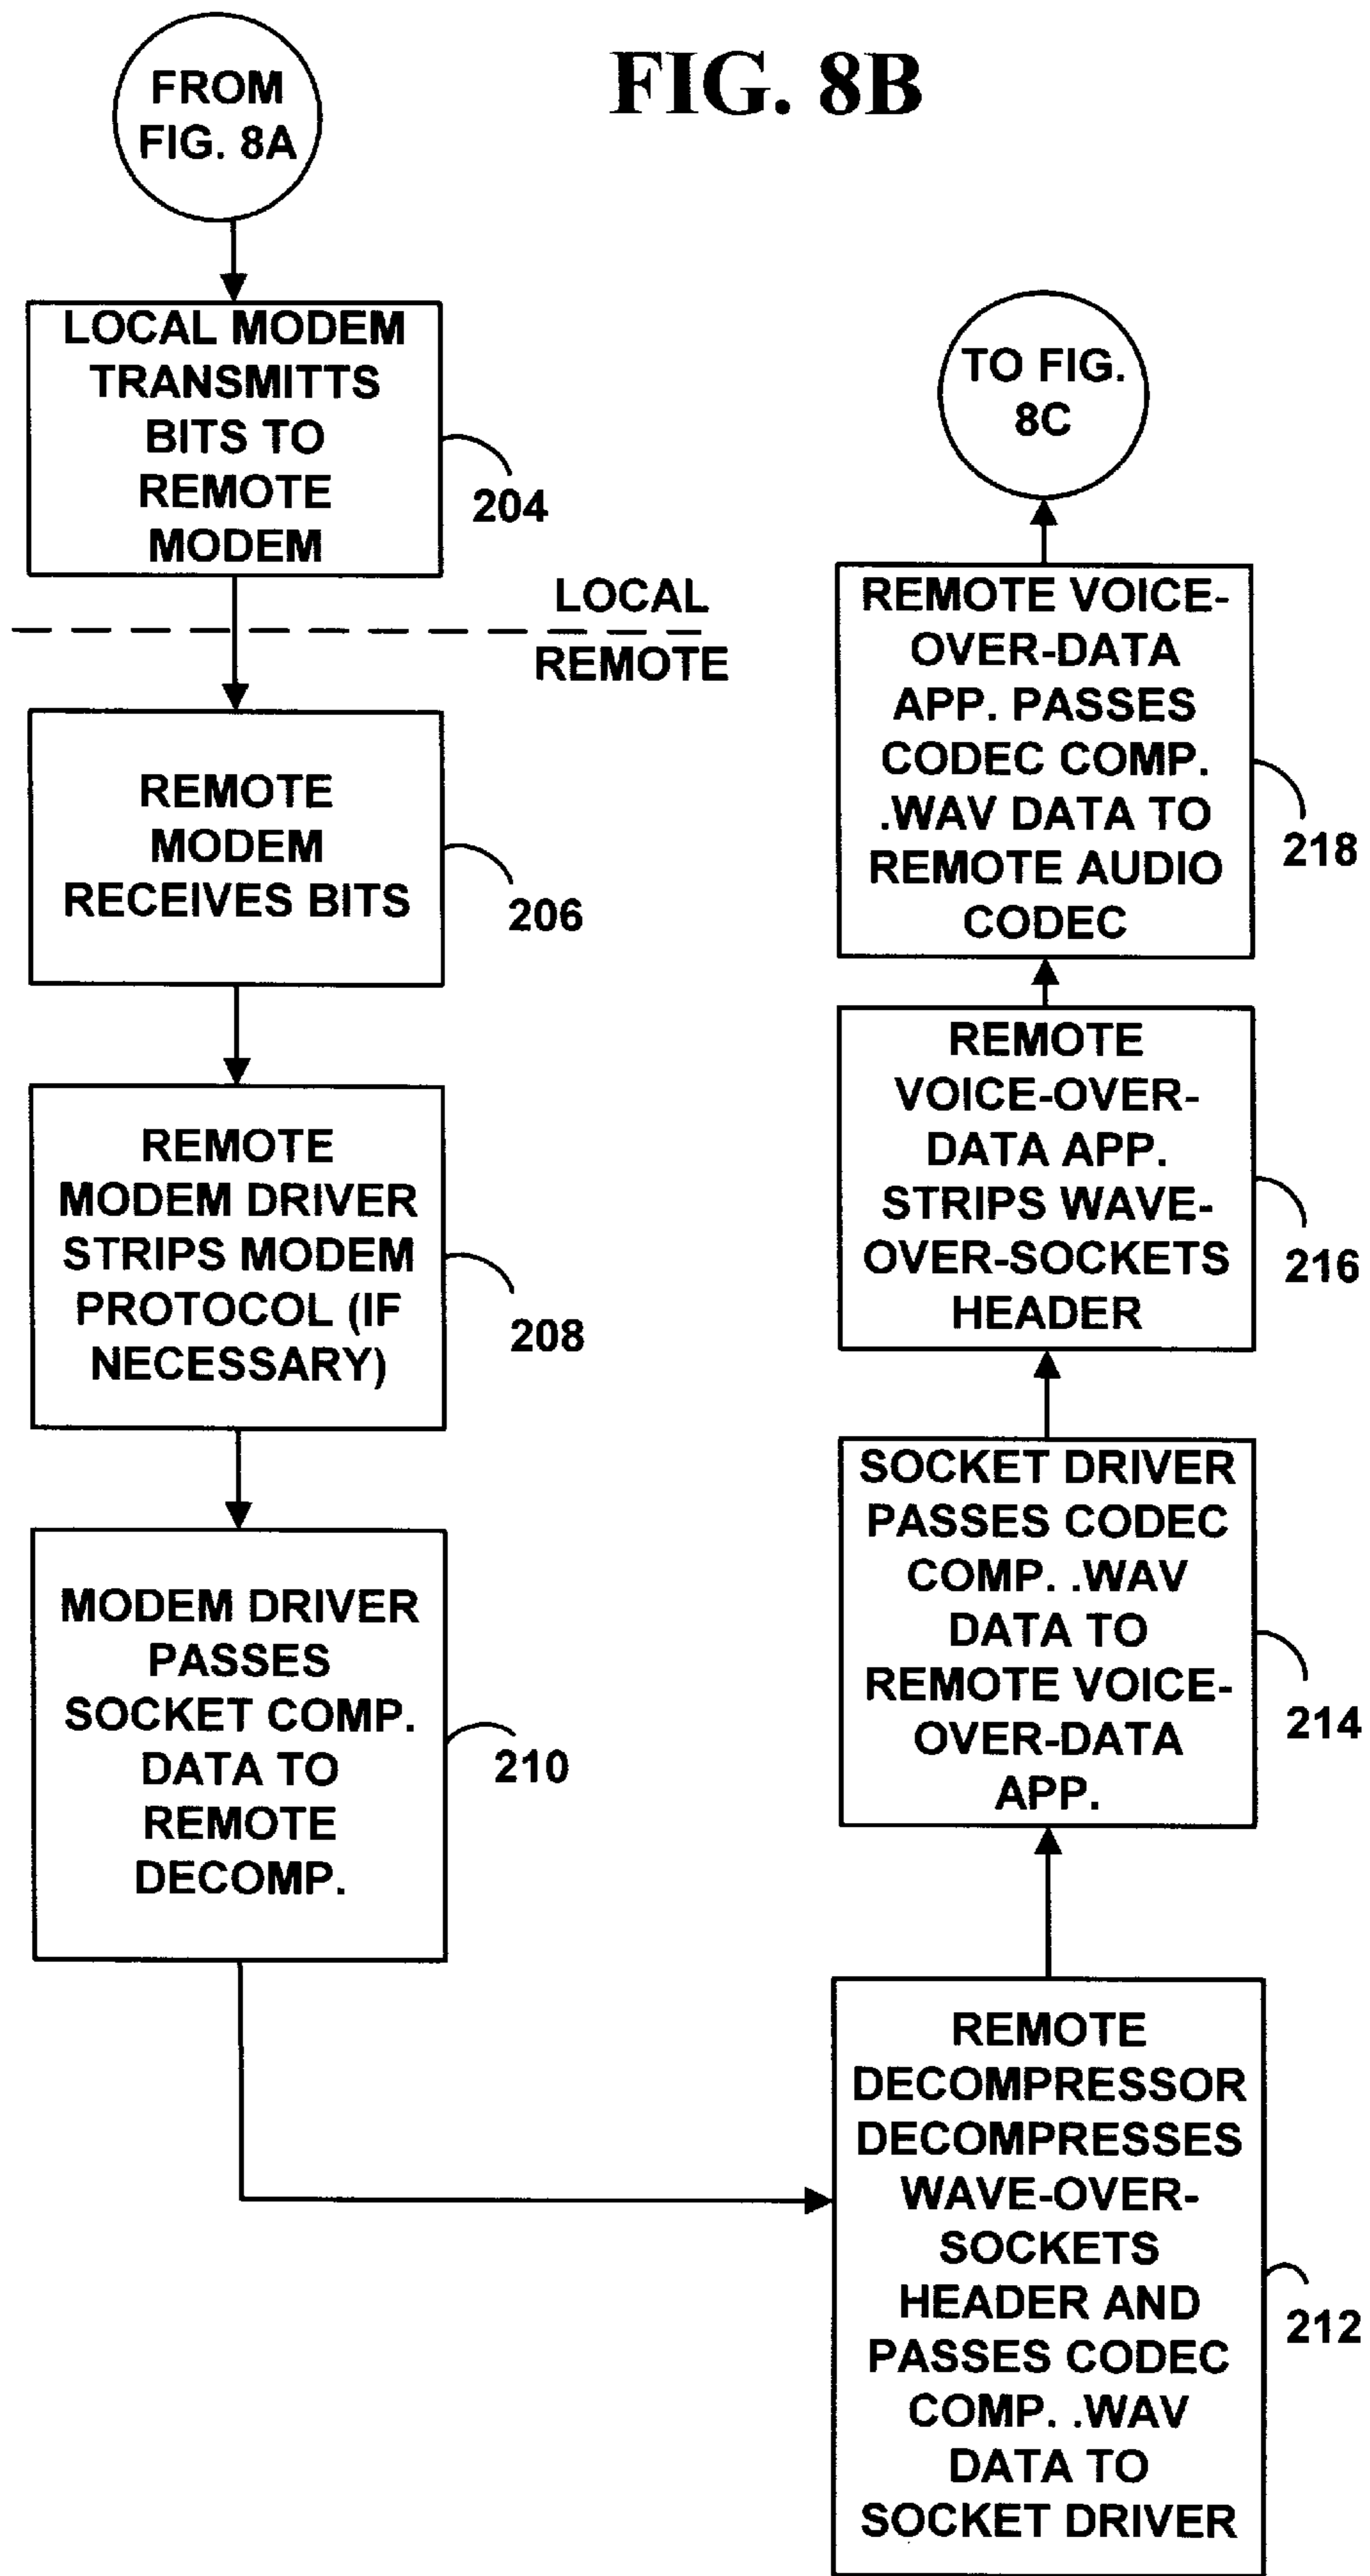 FIG. 8B
FROM
FIG. 8A
LOCAL MODEM
TRANSMITTS
BITS TO
REMOTE
MODEM
204
LOCAL
REMOTE
REMOTE
MODEM
RECEIVES BITS
206
REMOTE
MODEM DRIVER
STRIPS MODEM
PROTOCOL (IF
NECESSARY)
208
MODEM DRIVER
PASSES
SOCKET COMP.
DATA TO
REMOTE
DECOMP.
210
REMOTE
DECOMPRESSOR
DECOMPRESSES
WAVE-OVER-
SOCKETS
HEADER AND
PASSES CODEC
COMP. .WAV
DATA TO
SOCKET DRIVER
212
SOCKET DRIVER
PASSES CODEC
COMP. .WAV
DATA TO
REMOTE VOICE-
OVER-DATA
APP.
214
REMOTE
VOICE-OVER-
DATA APP.
STRIPS WAVE-
OVER-SOCKETS
HEADER
216
REMOTE VOICE-
OVER-DATA
APP. PASSES
CODEC COMP.
.WAV DATA TO
REMOTE AUDIO
CODEC
218
TO FIG.
8C